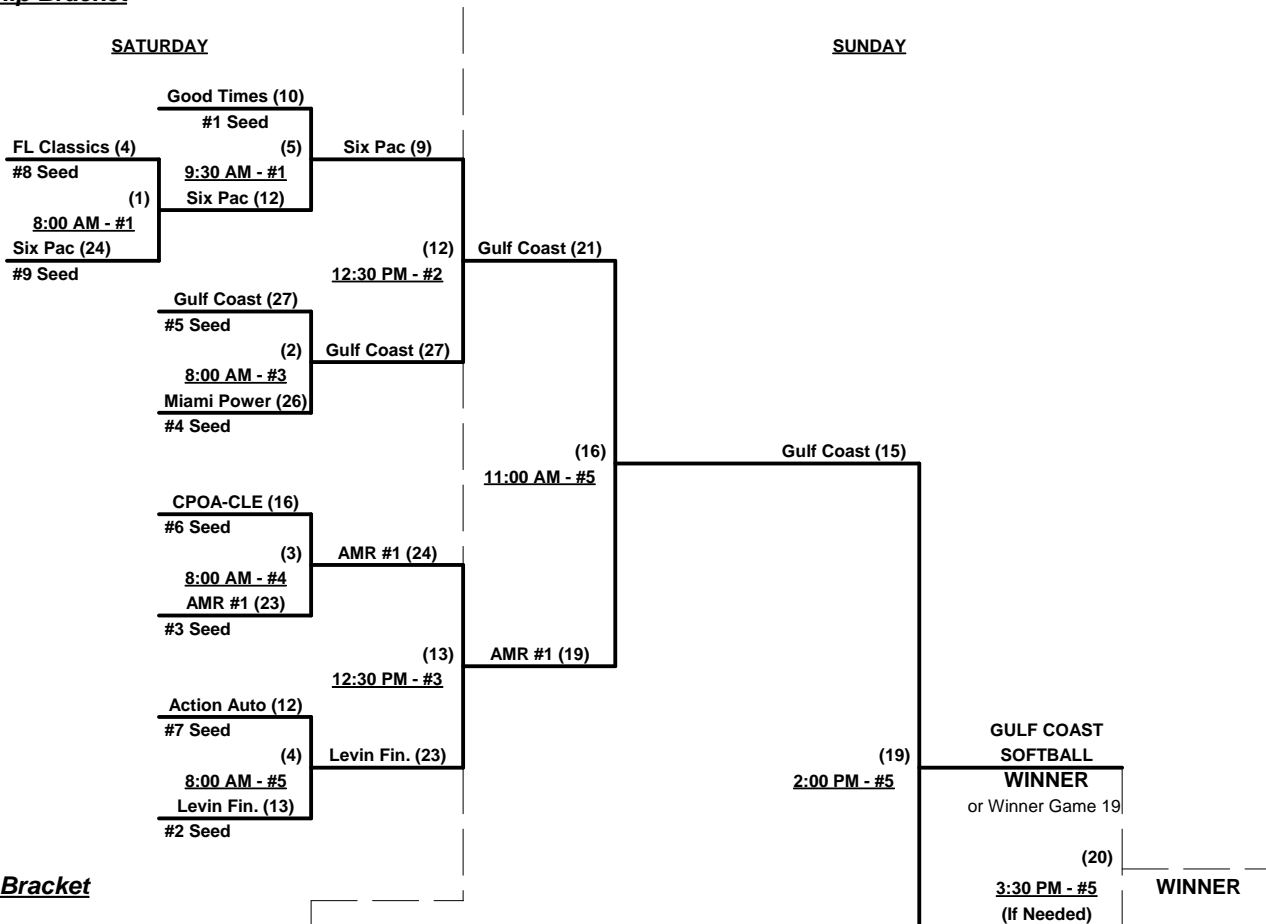 SATURDAY
SUNDAY
Good Times (10)
#1 Seed
FL Classics (4)
(5)
Six Pac (9)
#8 Seed
9:30 AM - #1
(1)
Six Pac (12)
8:00 AM - #1
Six Pac (24)
(12)
Gulf Coast (21)
#9 Seed
12:30 PM - #2
Gulf Coast (27)
#5 Seed
(2)
Gulf Coast (27)
8:00 AM - #3
Miami Power (26)
#4 Seed
(16)
Gulf Coast (15)
11:00 AM - #5
CPOA-CLE (16)
#6 Seed
(3)
AMR #1 (24)
8:00 AM - #4
AMR #1 (23)
#3 Seed
(13)
AMR #1 (19)
12:30 PM - #3
Action Auto (12)
#7 Seed
GULF COAST
(4)
Levin Fin. (23)
(19)
SOFTBALL
8:00 AM - #5
2:00 PM - #5
WINNER
Levin Fin. (13)
or Winner Game 19
#2 Seed
(20)
Bracket
3:30 PM - #5
WINNER
(If Needed)